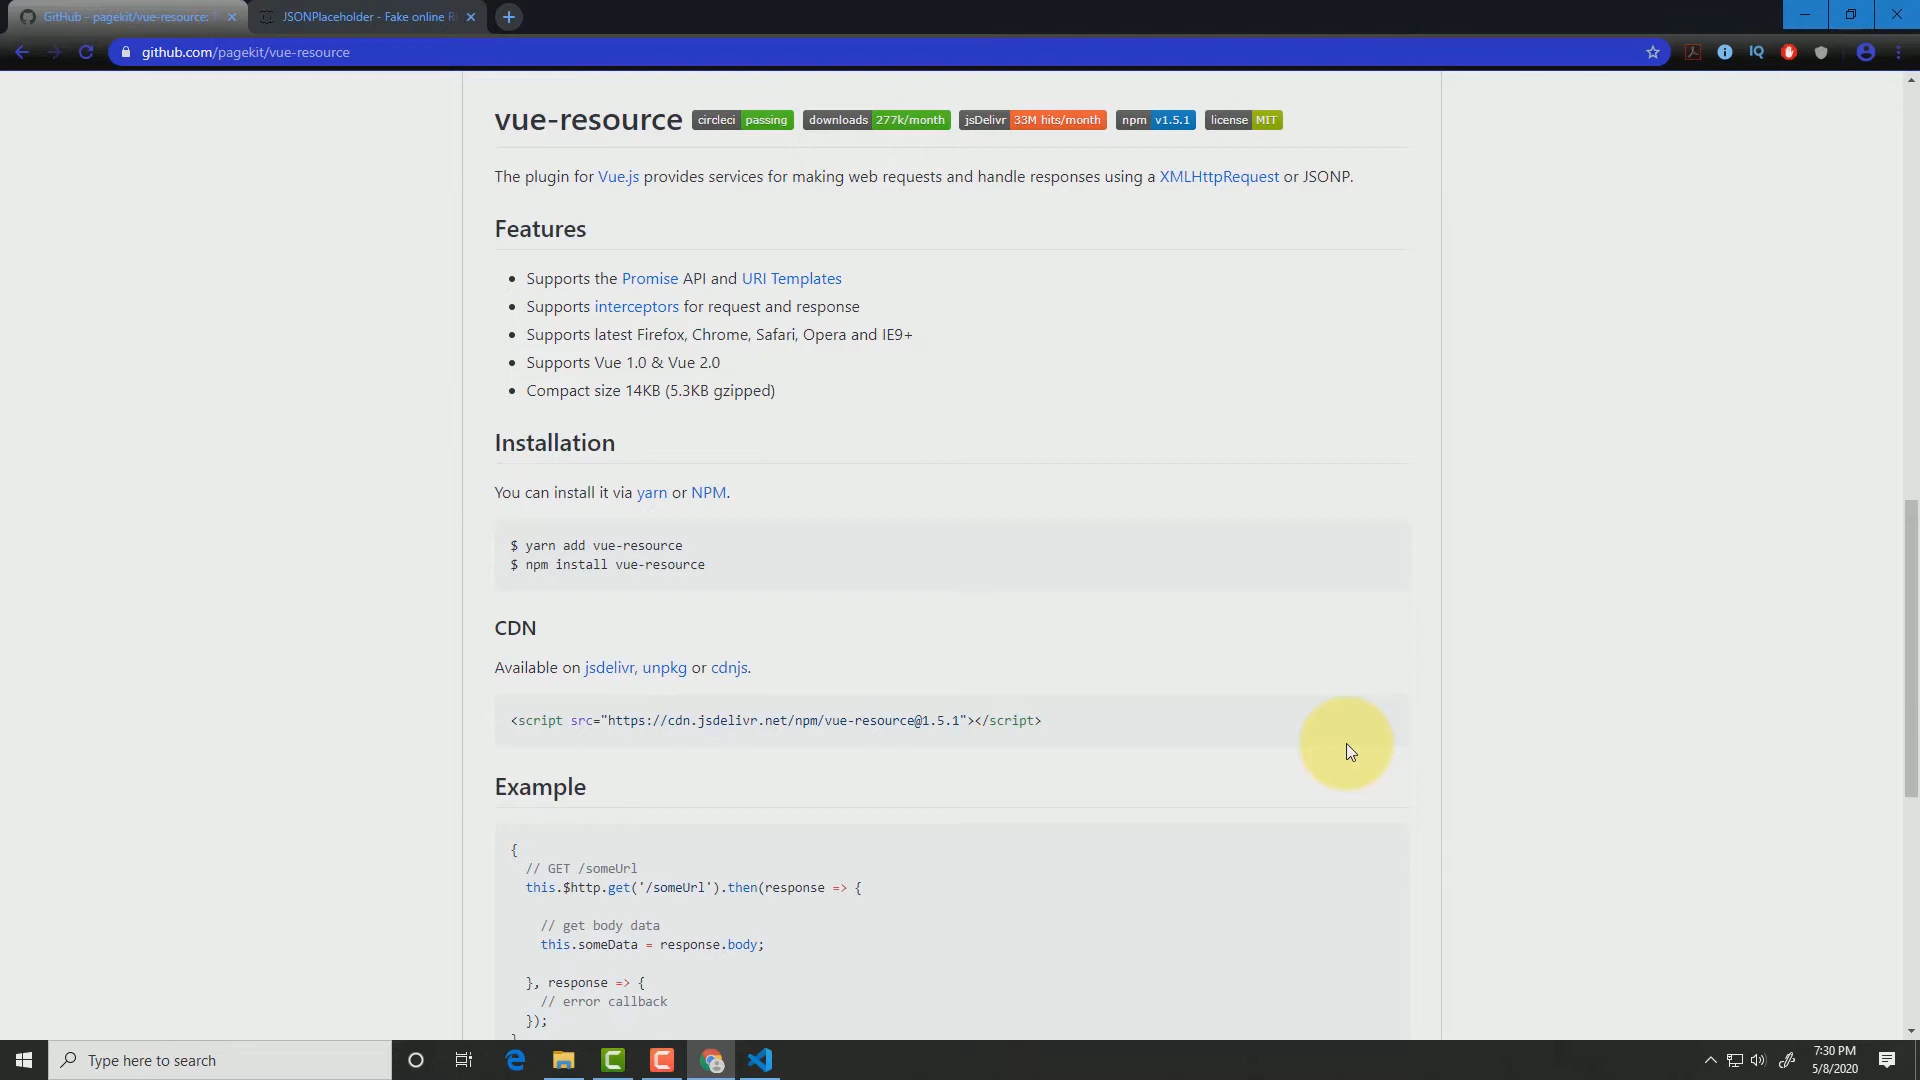 GitHub - pagekit/vue-resource:
JSONPlaceholder - Fake online R
github.com/pagekit/vue-resource
IQ
vue-resource circleci passing downloads 277k/month jsDelivr 33M hits/month npm v1.5.1 license MIT
The plugin for Vue.js provides services for making web requests and handle responses using a XMLHttpRequest or JSONP.
Features
• Supports the Promise API and URI Templates
• Supports interceptors for request and response
• Supports latest Firefox, Chrome, Safari, Opera and IE9+
• Supports Vue 1.0 & Vue 2.0
• Compact size 14KB (5.3KB gzipped)
Installation
You can install it via yarn or NPM.
$ yarn add vue-resource
$ npm install vue-resource
CDN
Available on jsdelivr, unpkg or cdnjs.
<script src="https://cdn.jsdelivr.net/npm/vue-resource@1.5.1"></script>
Example
{
// GET /someUrl
this.$http.get('/someUrl').then(response => {
// get body data
this.someData = response.body;
}, response => {
// error callback
});
Type here to search
7:30 PM
5/8/2020